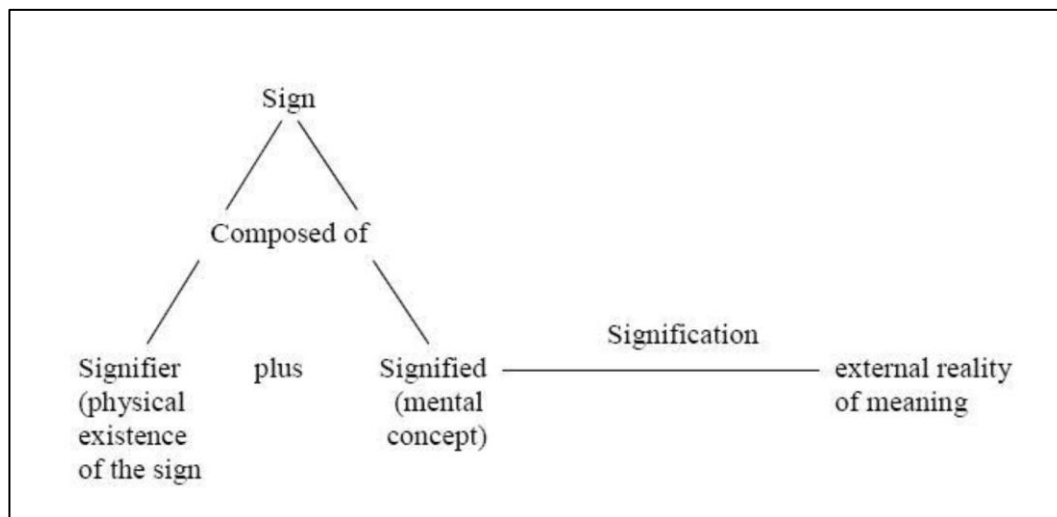 Sign
Composed of
Signification
Signifier plus Signified external reality
(physical (mental of meaning
existence concept)
of the sign